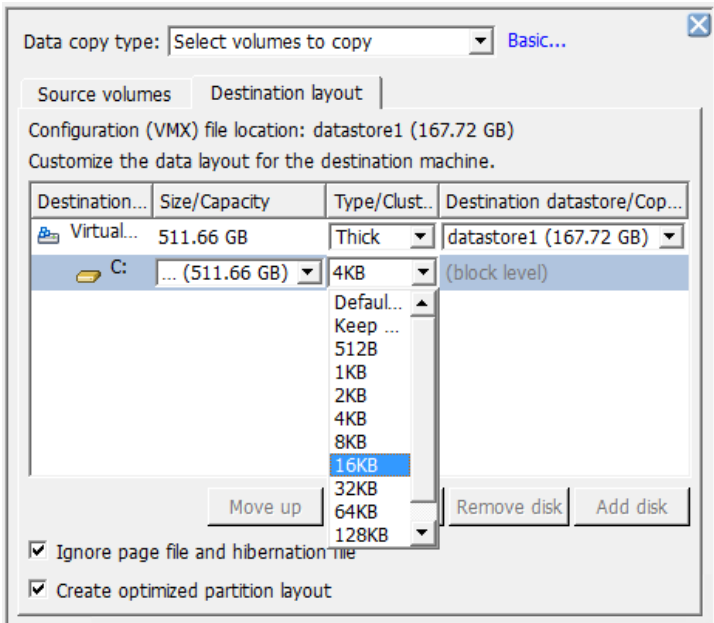 Data copy type: Select volumes to copy Basic...
Source volumes Destination layout
Configuration (VMX) file location: datastore1 (167.72 GB)
Customize the data layout for the destination machine.
Destination... Size/Capacity Type/Clust.. Destination datastore/Cop...
Virtual... 511.66 GB Thick datastore1 (167.72 GB)
C: ... (511.66 GB) 4KB (block level)
Defaul...
Keep ...
512B
1KB
2KB
4KB
8KB
16KB
32KB
64KB
128KB
Move up Remove disk Add disk
Ignore page file and hibernation file
Create optimized partition layout